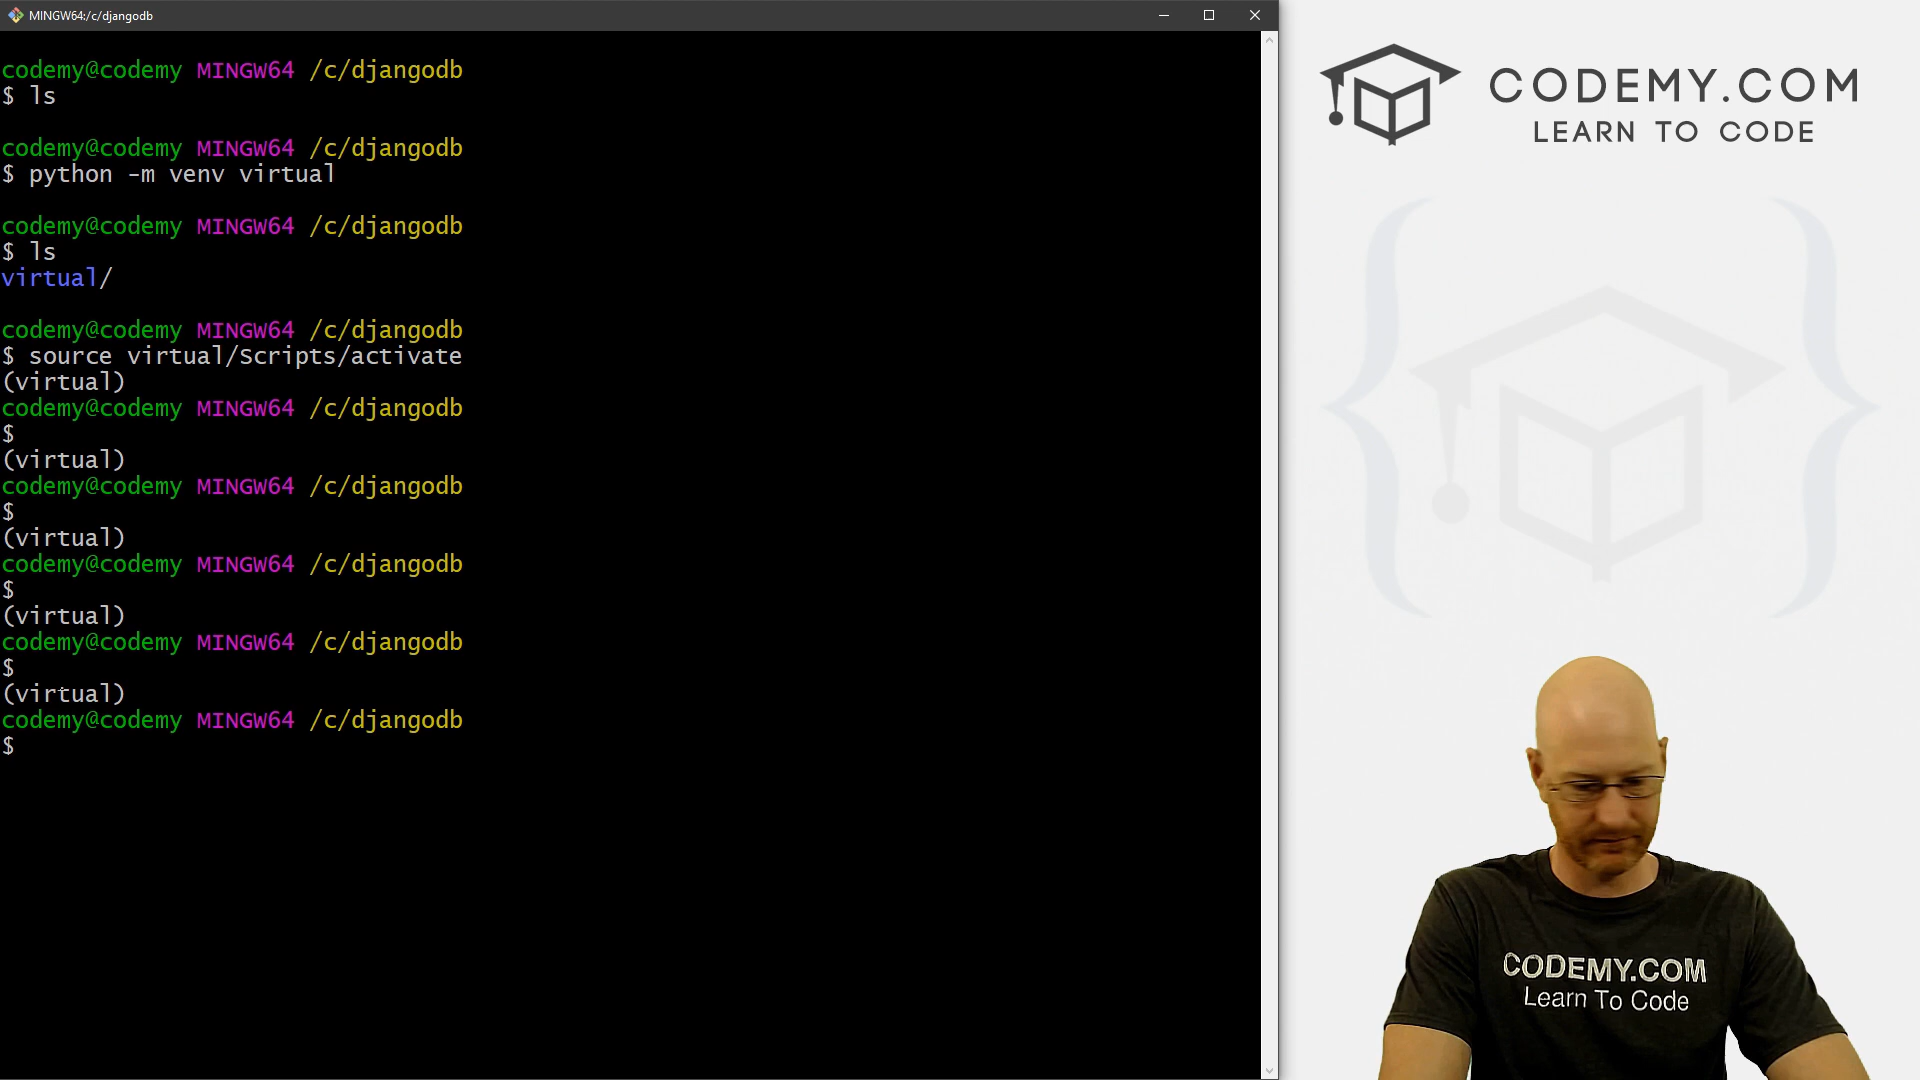 MINGW64:/c/djangodb
codemy@codemy MINGW64 /c/djangodb
$ ls
codemy@codemy MINGW64 /c/djangodb
$ python -m venv virtual
codemy@codemy MINGW64 /c/djangodb
$ ls
virtual/
codemy@codemy MINGW64 /c/djangodb
$ source virtual/Scripts/activate
(virtual)
codemy@codemy MINGW64 /c/djangodb
$
(virtual)
codemy@codemy MINGW64 /c/djangodb
$
(virtual)
codemy@codemy MINGW64 /c/djangodb
$
(virtual)
codemy@codemy MINGW64 /c/djangodb
$
(virtual)
codemy@codemy MINGW64 /c/djangodb
$
CODEMY.COM
LEARN TO CODE
CODEMY.COM
Learn To Code